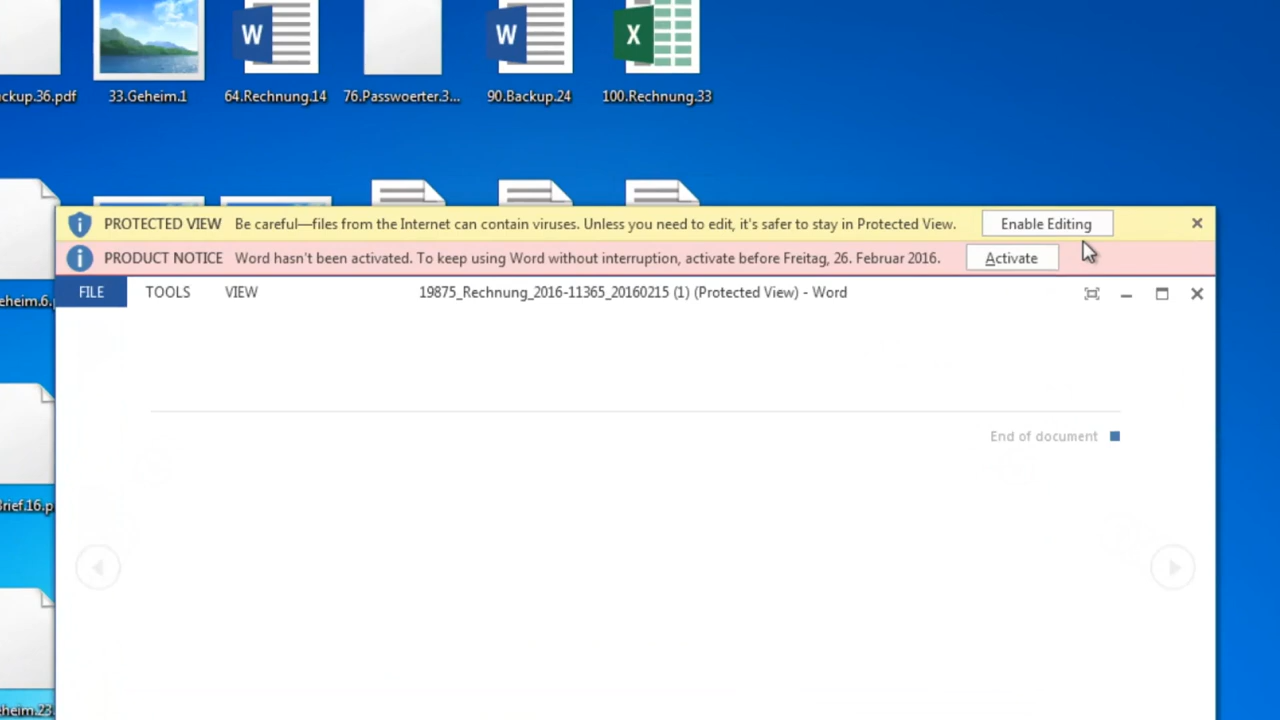 ckup.36.pdf
33.Geheim.1
64.Rechnung.14
76.Passwoerter.3...
90.Backup.24
100.Rechnung.33
PROTECTED VIEW Be careful—files from the Internet can contain viruses. Unless you need to edit, it's safer to stay in Protected View. Enable Editing
PRODUCT NOTICE Word hasn't been activated. To keep using Word without interruption, activate before Freitag, 26. Februar 2016. Activate
FILE TOOLS VIEW 19875_Rechnung_2016-11365_20160215 (1) (Protected View) - Word
eheim.6.p
End of document
Brief.16.p
eheim.23.